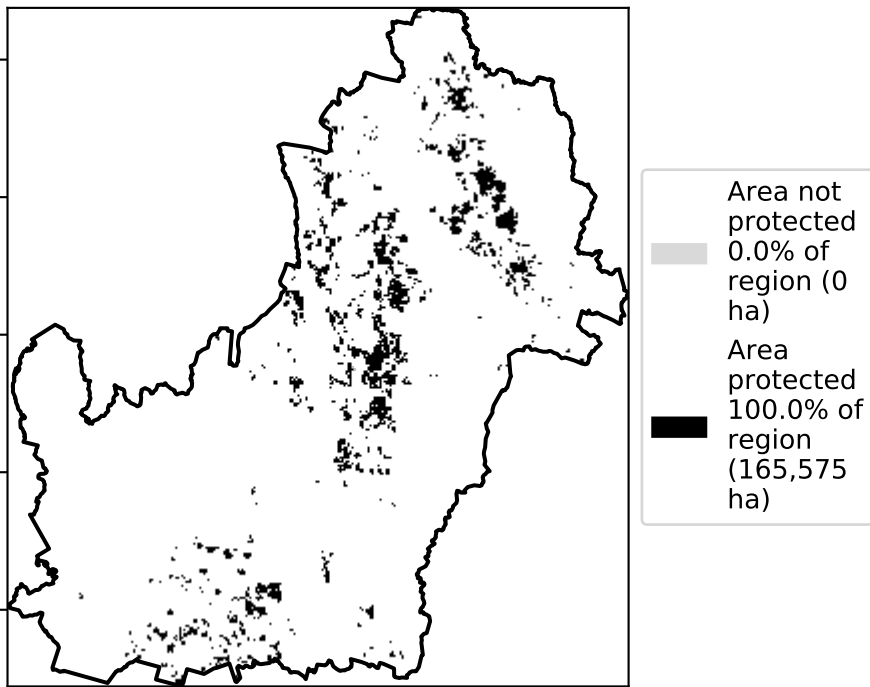 Area not
protected
0.0% of
region (0
ha)
Area
protected
100.0% of
region
(165,575
ha)